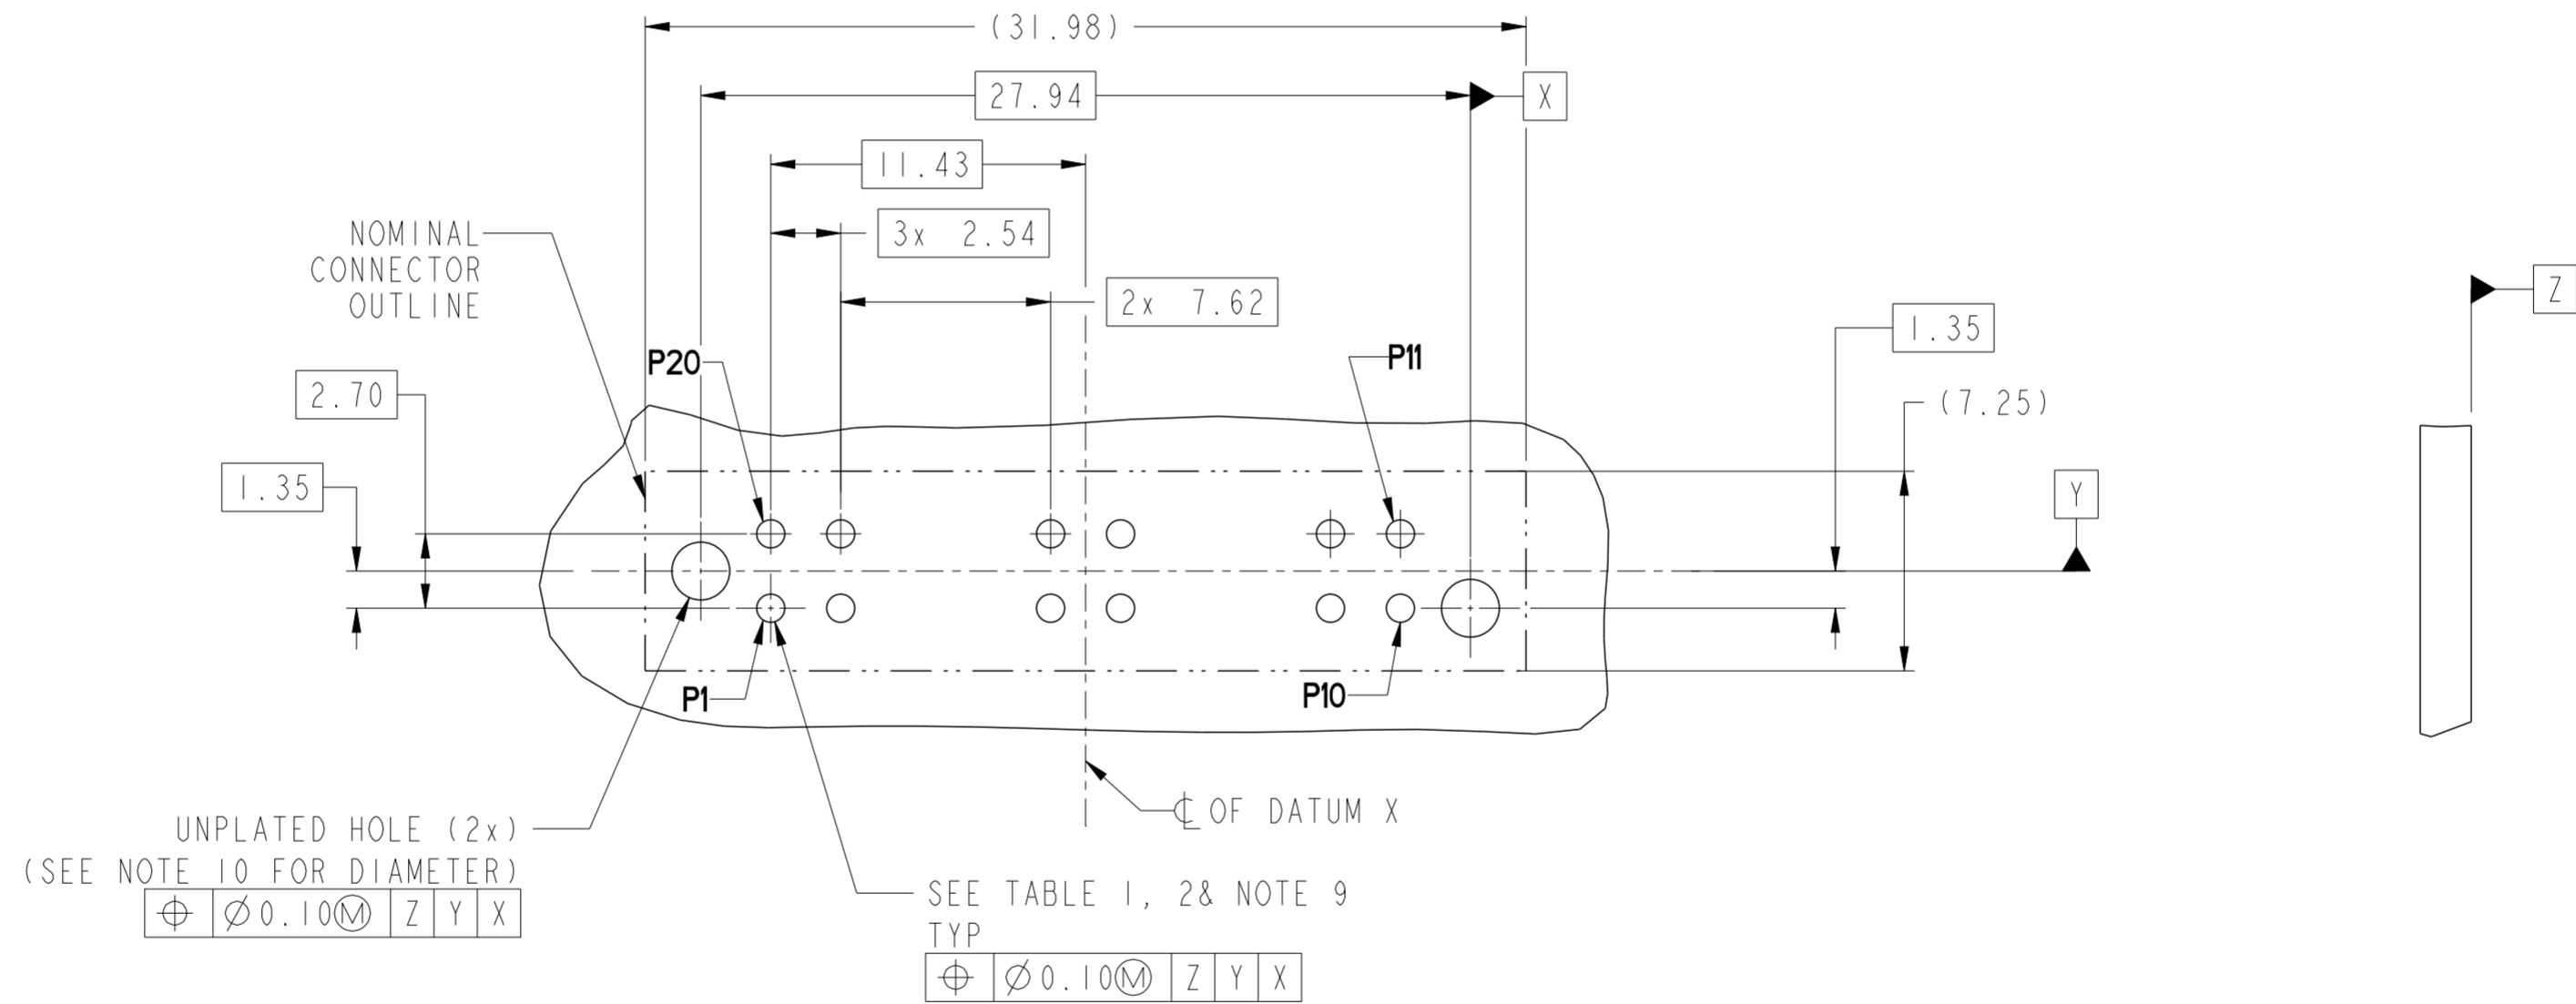 (31.98)
27.94
X
11.43
3x 2.54
2x 7.62
NOMINAL
CONNECTOR
OUTLINE
Z
1.35
P20
P11
2.70
(7.25)
1.35
Y
P1
P10
℄ OF DATUM X
UNPLATED HOLE (2x)
(SEE NOTE 10 FOR DIAMETER)
⌖ ⌀0.10Ⓜ Z Y X
SEE TABLE 1, 2& NOTE 9
TYP
⌖ ⌀0.10Ⓜ Z Y X